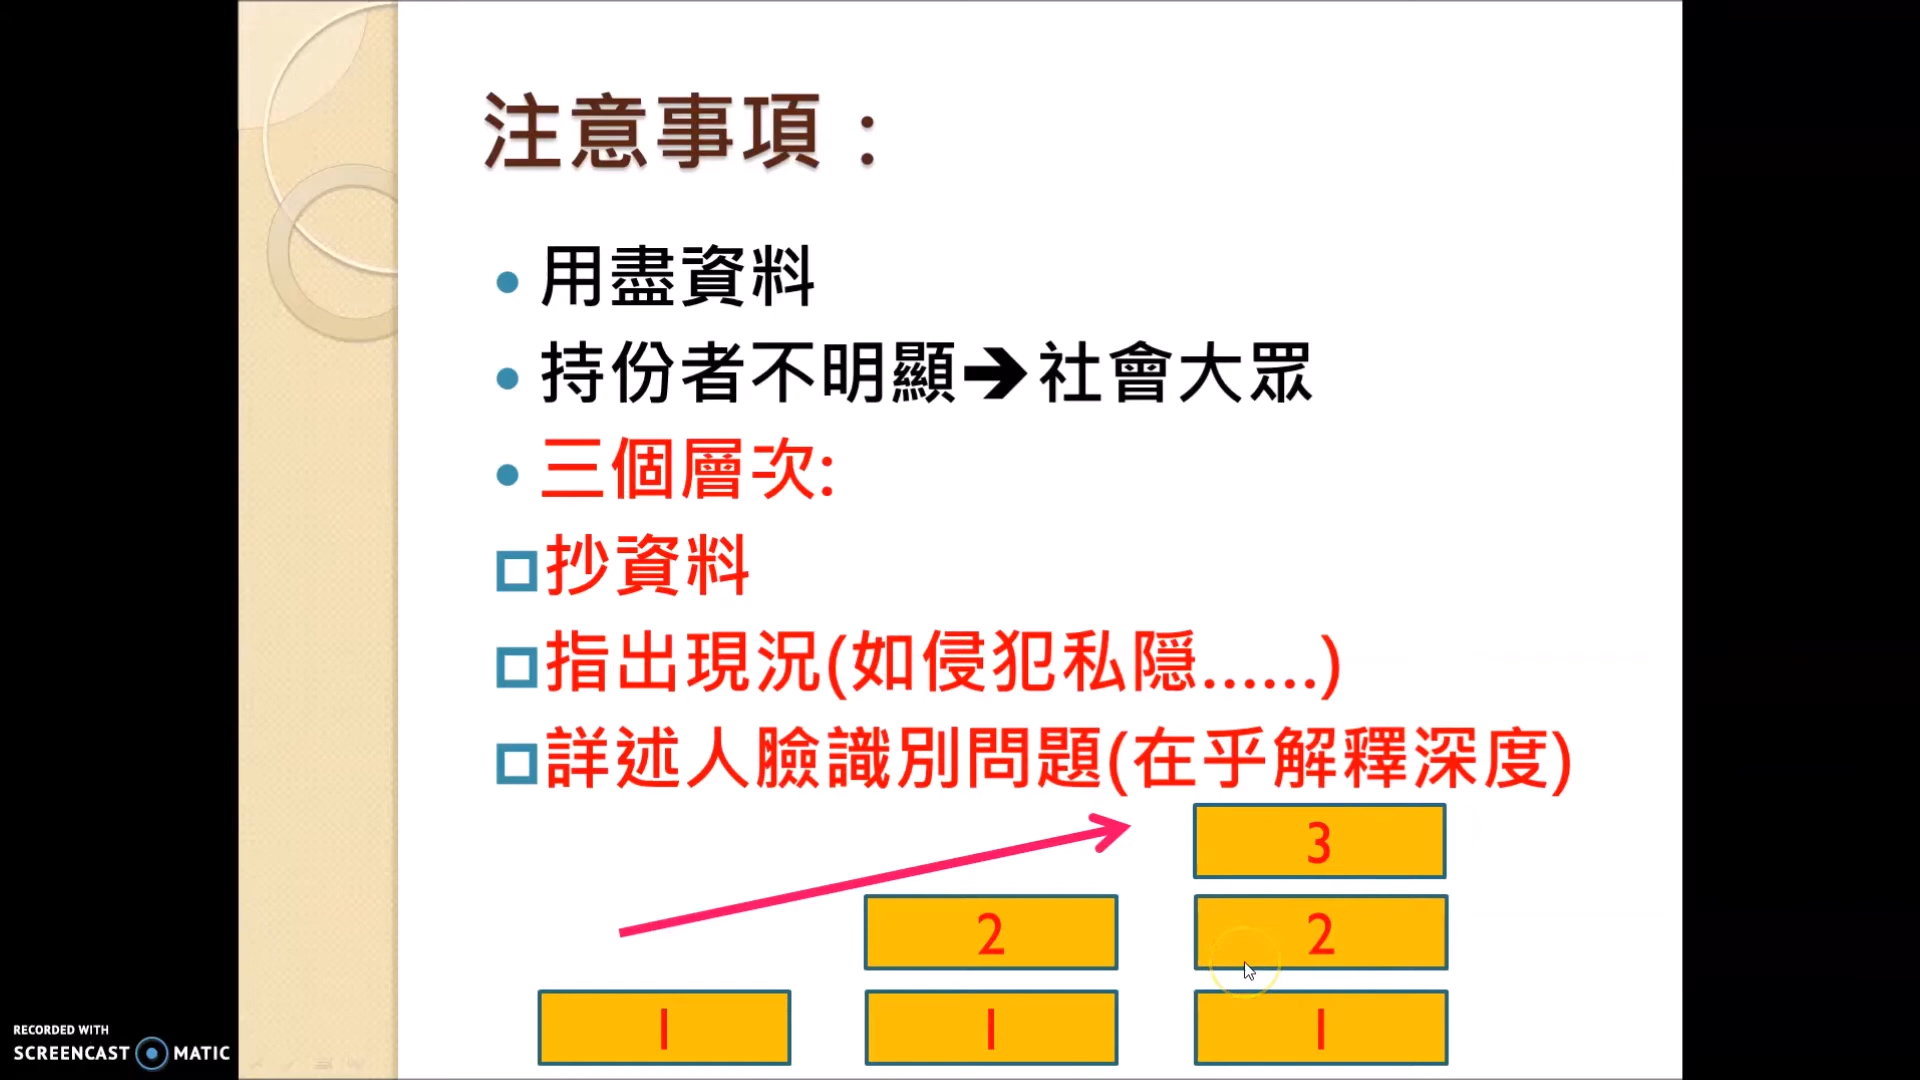 注意事項：
用盡資料
持份者不明顯➔社會大眾
三個層次:
抄資料
指出現況(如侵犯私隱......)
詳述人臉識別問題(在乎解釋深度)
3
2 2
1 1 1
RECORDED WITH
SCREENCAST MATIC